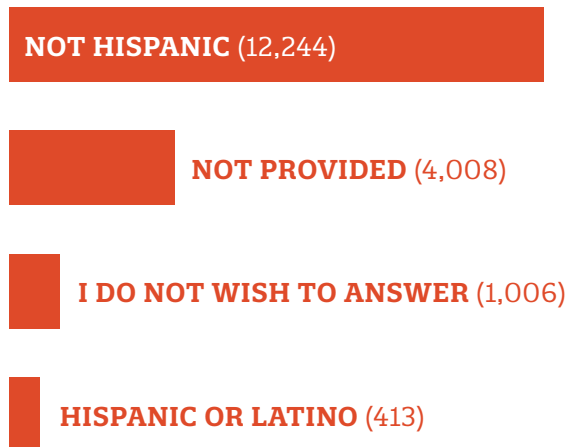 NOT HISPANIC (12,244)
NOT PROVIDED (4,008)
I DO NOT WISH TO ANSWER (1,006)
HISPANIC OR LATINO (413)